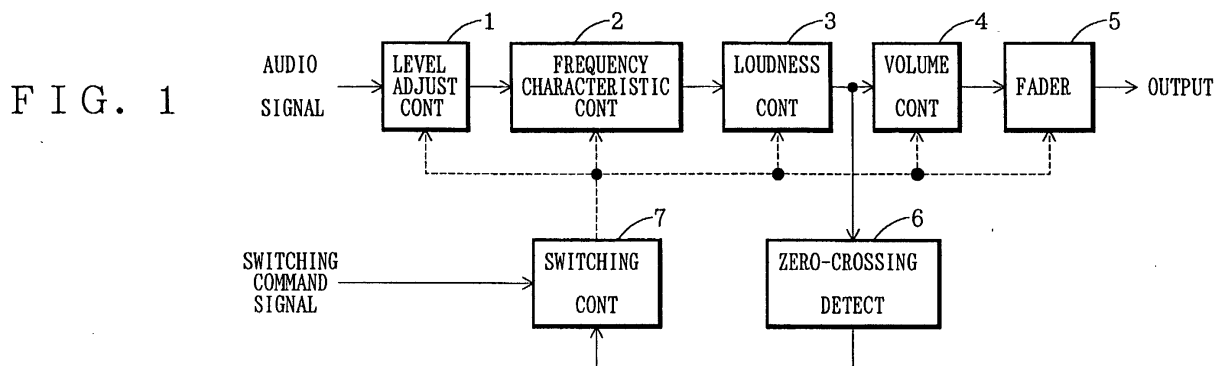 FIG. 1
AUDIO
SIGNAL
1
LEVEL
ADJUST
CONT
2
FREQUENCY
CHARACTERISTIC
CONT
3
LOUDNESS
CONT
4
VOLUME
CONT
5
FADER
OUTPUT
SWITCHING
COMMAND
SIGNAL
7
SWITCHING
CONT
6
ZERO-CROSSING
DETECT